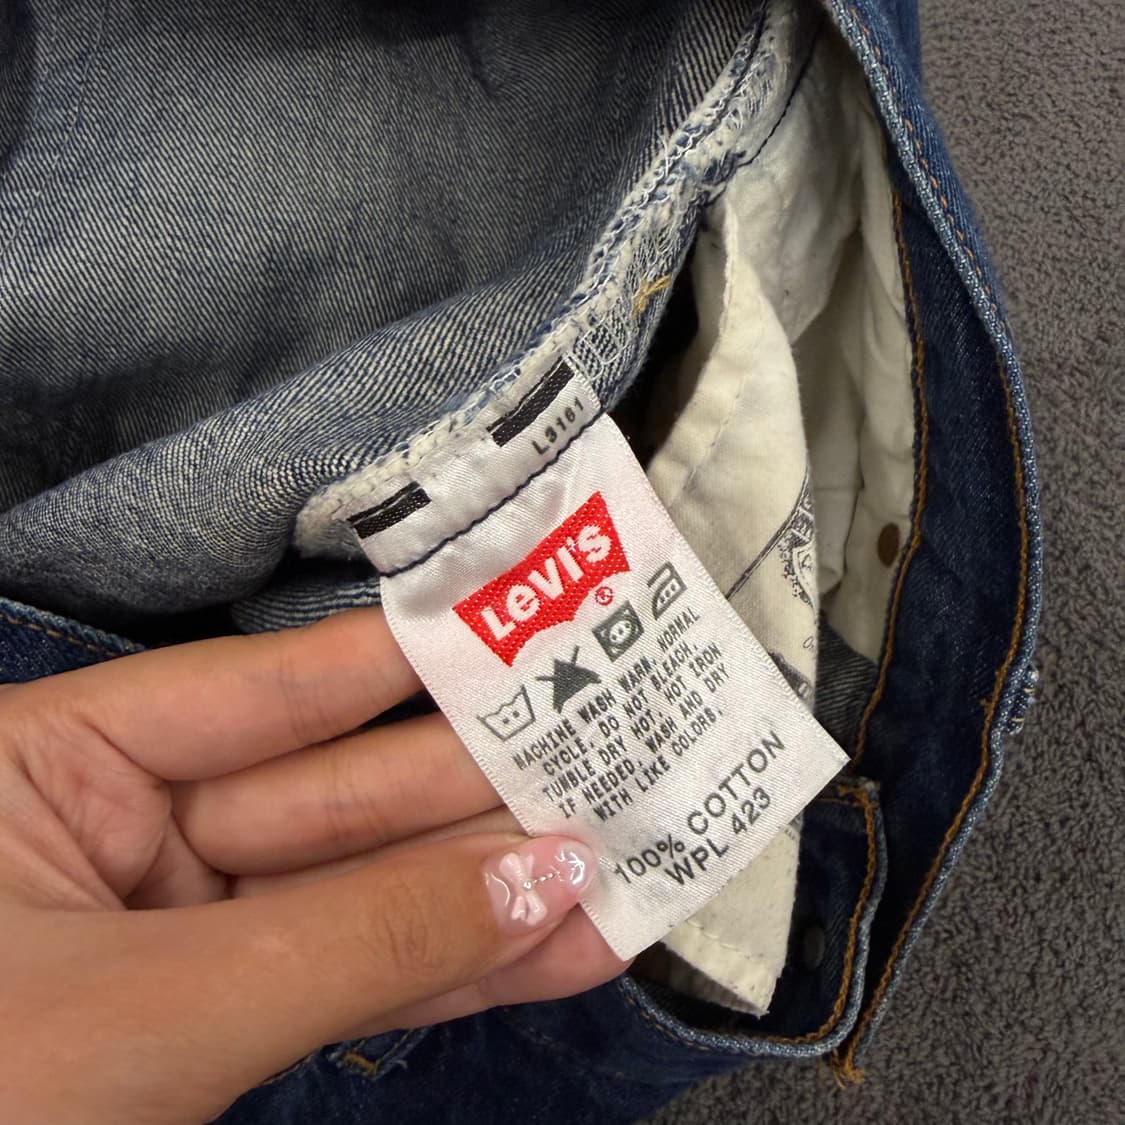 L3161
Levi's®
MACHINE WASH WARM, NORMAL
CYCLE, DO NOT BLEACH,
TUMBLE DRY HOT, HOT IRON
IF NEEDED, WASH AND DRY
WITH LIKE COLORS.
100% COTTON
WPL 423